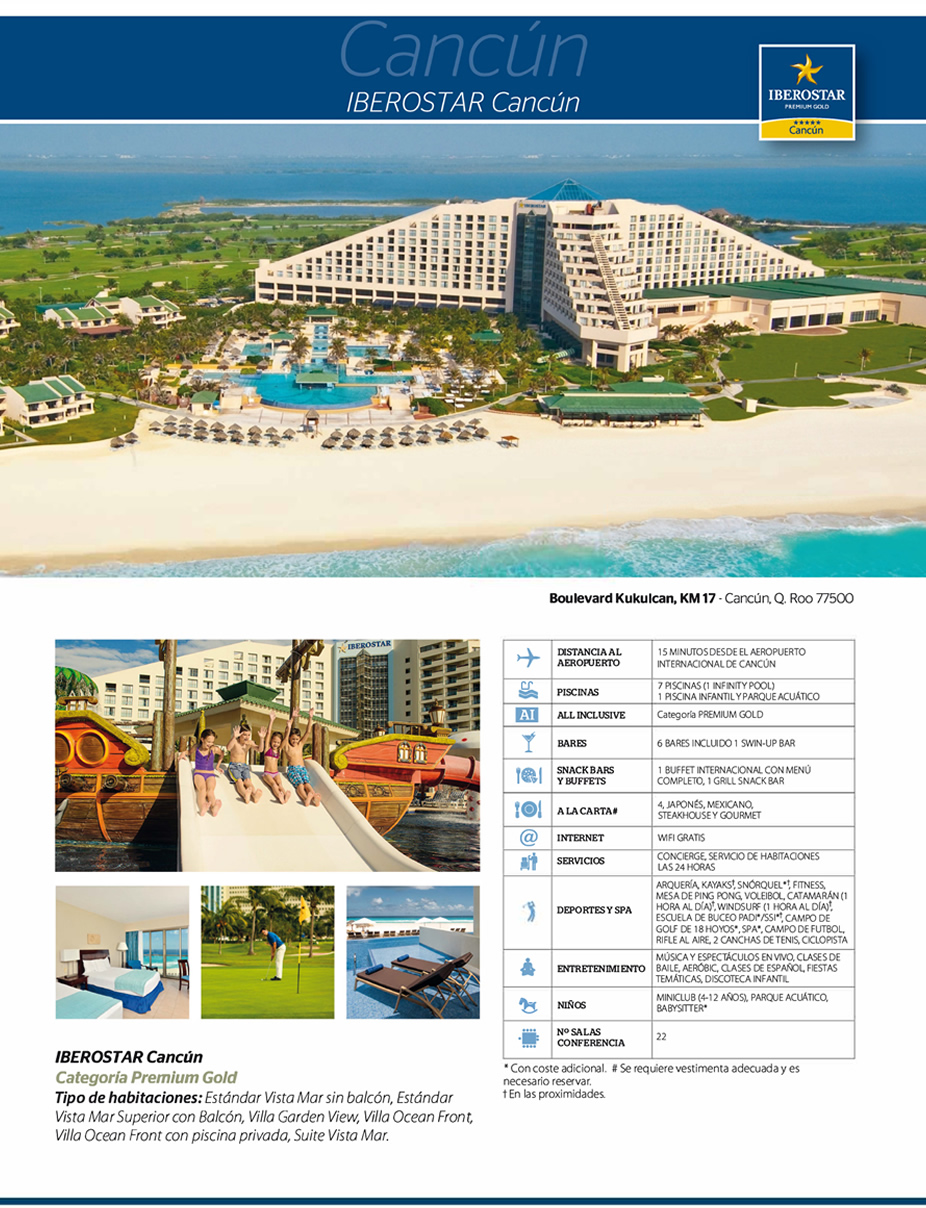 Cancún
IBEROSTAR Cancún
IBEROSTAR
PREMIUM GOLD
★★★★★
Cancún
IBEROSTAR
Boulevard Kukulcan, KM 17 - Cancún, Q. Roo 77500
IBEROSTAR
DISTANCIA AL
AEROPUERTO
15 MINUTOS DESDE EL AEROPUERTO
INTERNACIONAL DE CANCÚN
PISCINAS
7 PISCINAS (1 INFINITY POOL)
1 PISCINA INFANTIL Y PARQUE ACUÁTICO
AI
ALL INCLUSIVE
Categoría PREMIUM GOLD
BARES
6 BARES INCLUIDO 1 SWIN-UP BAR
SNACK BARS
Y BUFFETS
1 BUFFET INTERNACIONAL CON MENÚ
COMPLETO, 1 GRILL SNACK BAR
A LA CARTA#
4, JAPONÉS, MEXICANO,
STEAKHOUSE Y GOURMET
@
INTERNET
WIFI GRATIS
SERVICIOS
CONCIERGE, SERVICIO DE HABITACIONES
LAS 24 HORAS
DEPORTES Y SPA
ARQUERÍA, KAYAKS†, SNÓRQUEL*†, FITNESS,
MESA DE PING PONG, VOLEIBOL, CATAMARÁN (1
HORA AL DÍA)†, WINDSURF (1 HORA AL DÍA)†,
ESCUELA DE BUCEO PADI*/SSI*†, CAMPO DE
GOLF DE 18 HOYOS*, SPA*, CAMPO DE FUTBOL,
RIFLE AL AIRE, 2 CANCHAS DE TENIS, CICLOPISTA
ENTRETENIMIENTO
MÚSICA Y ESPECTÁCULOS EN VIVO, CLASES DE
BAILE, AERÓBIC, CLASES DE ESPAÑOL, FIESTAS
TEMÁTICAS, DISCOTECA INFANTIL
NIÑOS
MINICLUB (4-12 AÑOS), PARQUE ACUÁTICO,
BABYSITTER*
Nº SALAS
CONFERENCIA
22
* Con coste adicional. # Se requiere vestimenta adecuada y es
necesario reservar.
† En las proximidades.
IBEROSTAR Cancún
Categoría Premium Gold
Tipo de habitaciones: Estándar Vista Mar sin balcón, Estándar
Vista Mar Superior con Balcón, Villa Garden View, Villa Ocean Front,
Villa Ocean Front con piscina privada, Suite Vista Mar.